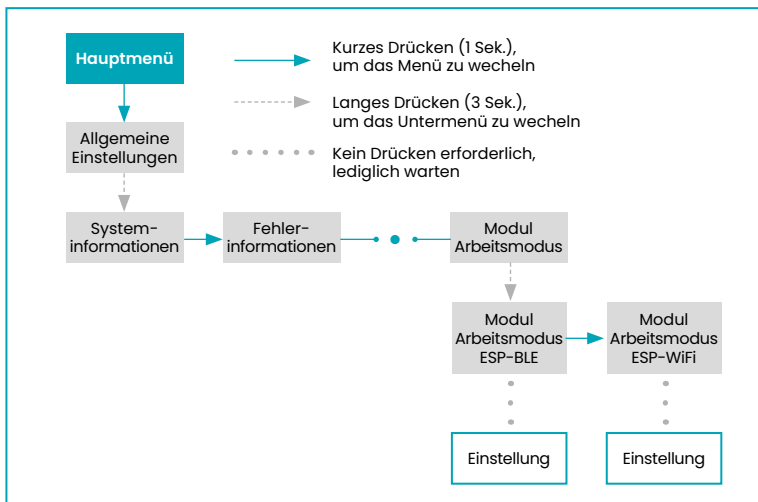 Hauptmenü
Kurzes Drücken (1 Sek.),
um das Menü zu wecheln
Langes Drücken (3 Sek.),
um das Untermenü zu wecheln
Kein Drücken erforderlich,
lediglich warten
Allgemeine
Einstellungen
System-
informationen
Fehler-
informationen
Modul
Arbeitsmodus
Modul
Arbeitsmodus
ESP-BLE
Modul
Arbeitsmodus
ESP-WiFi
Einstellung
Einstellung